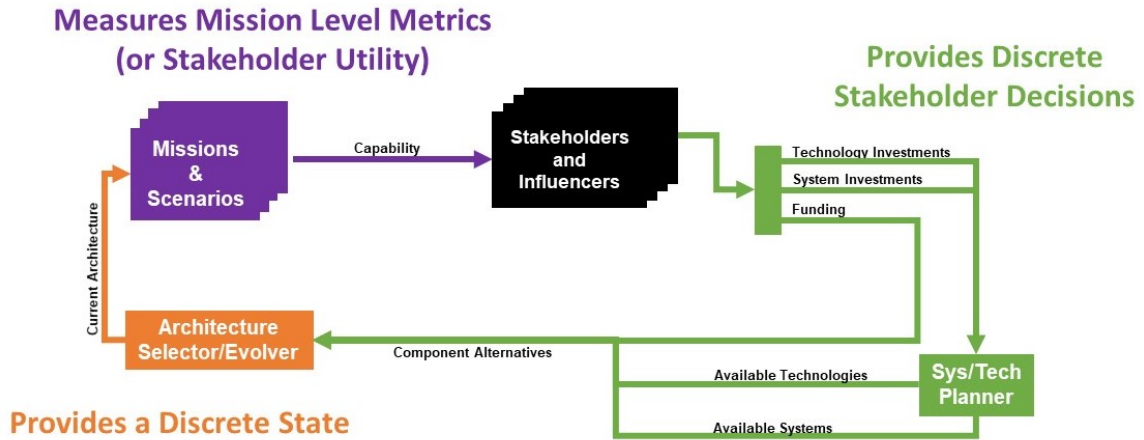 Measures Mission Level Metrics
(or Stakeholder Utility)
Provides Discrete
Stakeholder Decisions
Missions
&
Scenarios
Capability
Stakeholders
and
Influencers
Technology Investments
System Investments
Funding
Current Architecture
Architecture
Selector/Evolver
Component Alternatives
Available Technologies
Sys/Tech
Planner
Available Systems
Provides a Discrete State